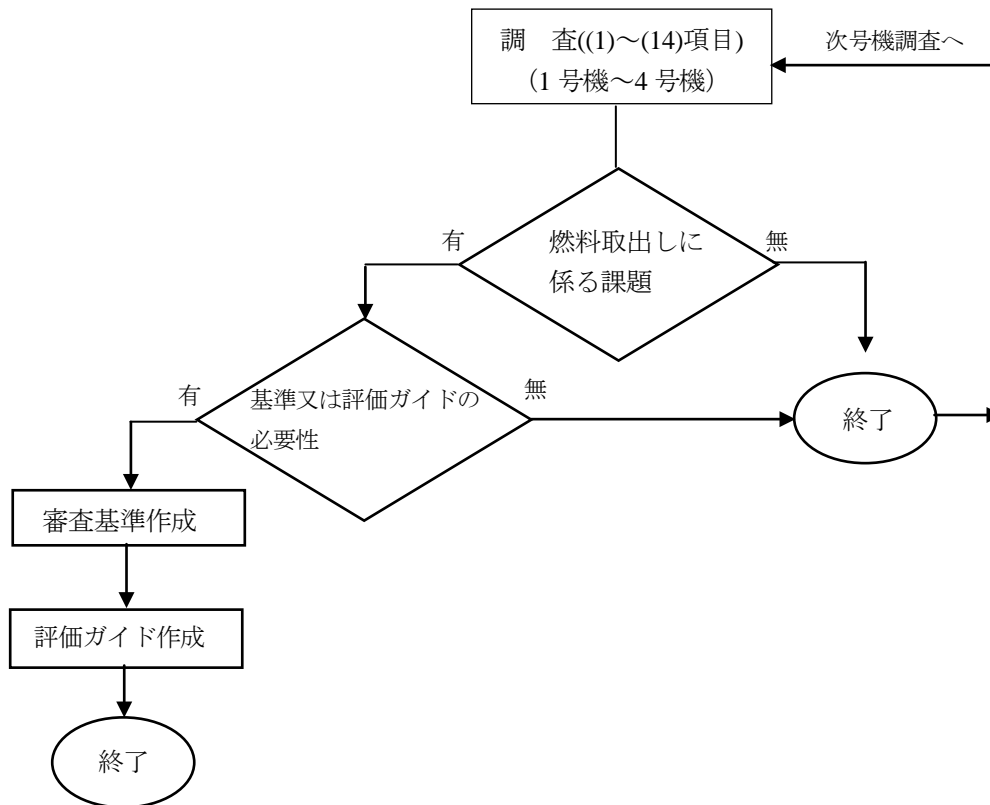 調　査((1)～(14)項目)
（1 号機～4 号機）
次号機調査へ
燃料取出しに
係る課題
有
無
基準又は評価ガイドの
必要性
有
無
終了
審査基準作成
評価ガイド作成
終了